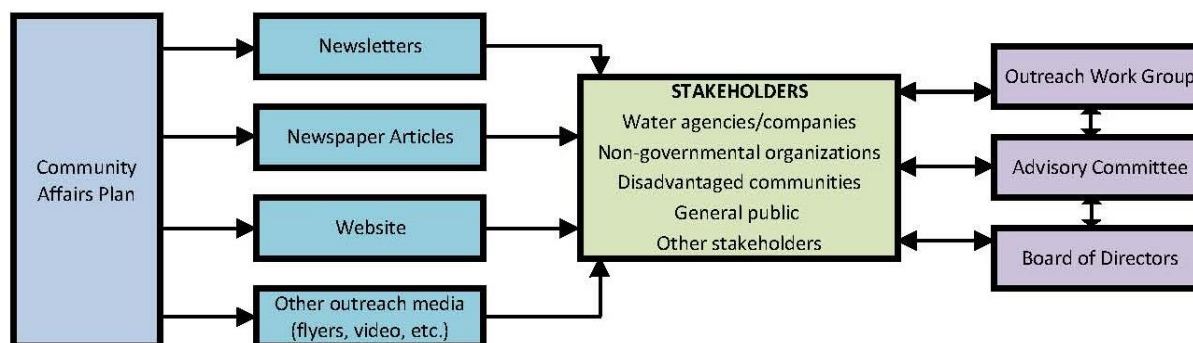 Community
Affairs Plan
Newsletters
Newspaper Articles
Website
Other outreach media
(flyers, video, etc.)
STAKEHOLDERS
Water agencies/companies
Non-governmental organizations
Disadvantaged communities
General public
Other stakeholders
Outreach Work Group
Advisory Committee
Board of Directors